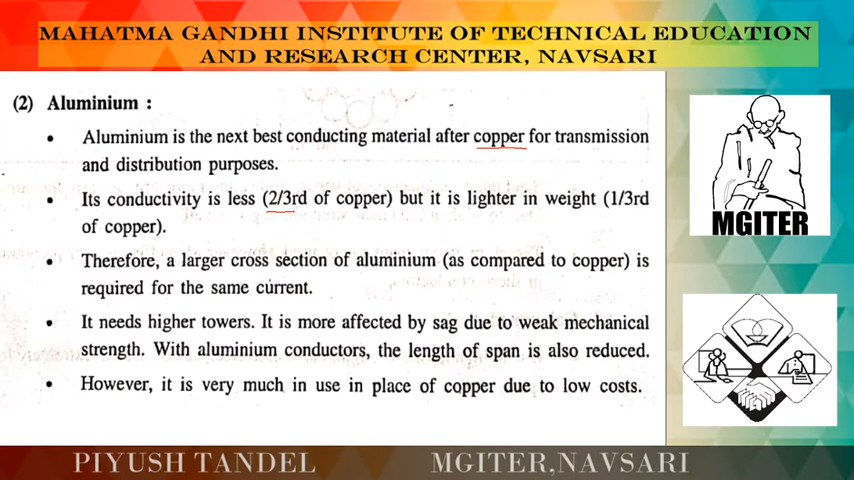 MAHATMA GANDHI INSTITUTE OF TECHNICAL EDUCATION
AND RESEARCH CENTER, NAVSARI
(2) Aluminium :
• Aluminium is the next best conducting material after copper for transmission
and distribution purposes.
• Its conductivity is less (2/3rd of copper) but it is lighter in weight (1/3rd
of copper).
• Therefore, a larger cross section of aluminium (as compared to copper) is
required for the same current.
• It needs higher towers. It is more affected by sag due to weak mechanical
strength. With aluminium conductors, the length of span is also reduced.
• However, it is very much in use in place of copper due to low costs.
MGITER
PIYUSH TANDEL MGITER,NAVSARI